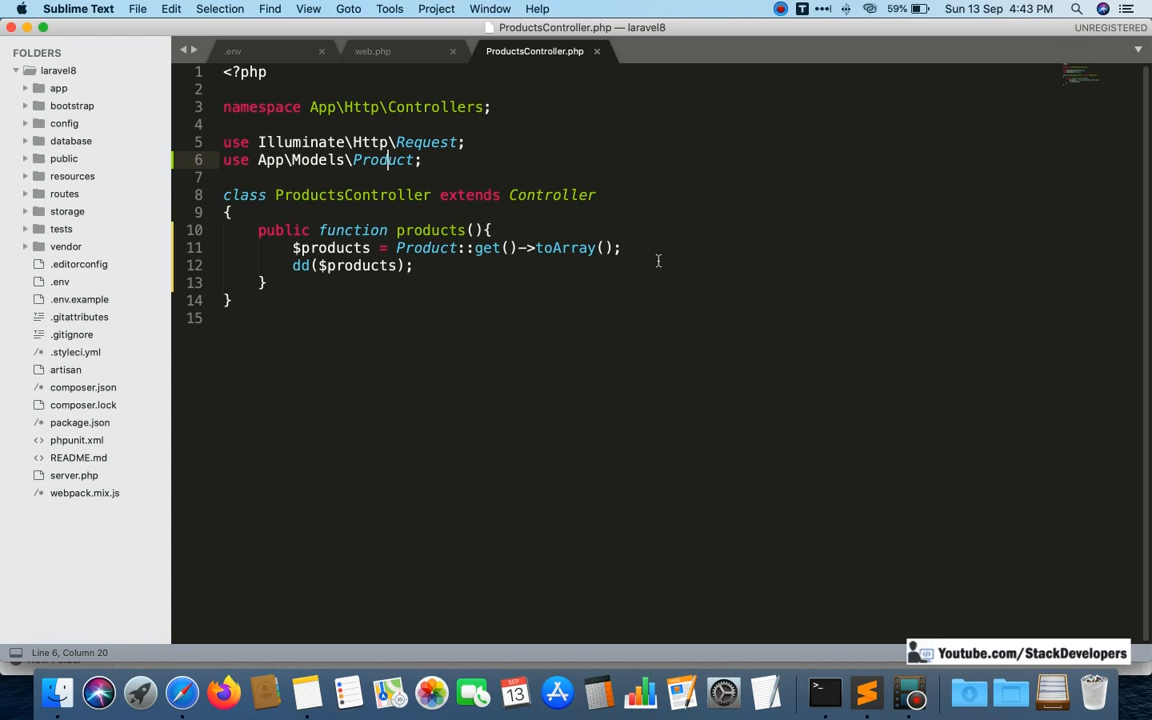 Sublime Text File Edit Selection Find View Goto Tools Project Window Help 59% Sun 13 Sep 4:43 PM
ProductsController.php — laravel8 UNREGISTERED
FOLDERS
laravel8
app
bootstrap
config
database
public
resources
routes
storage
tests
vendor
.editorconfig
.env
.env.example
.gitattributes
.gitignore
.styleci.yml
artisan
composer.json
composer.lock
package.json
phpunit.xml
README.md
server.php
webpack.mix.js
.env web.php ProductsController.php
1 <?php
2
3 namespace App\Http\Controllers;
4
5 use Illuminate\Http\Request;
6 use App\Models\Product;
7
8 class ProductsController extends Controller
9 {
10 public function products(){
11 $products = Product::get()->toArray();
12 dd($products);
13 }
14 }
15
Line 6, Column 20
Youtube.com/StackDevelopers
SEP
13